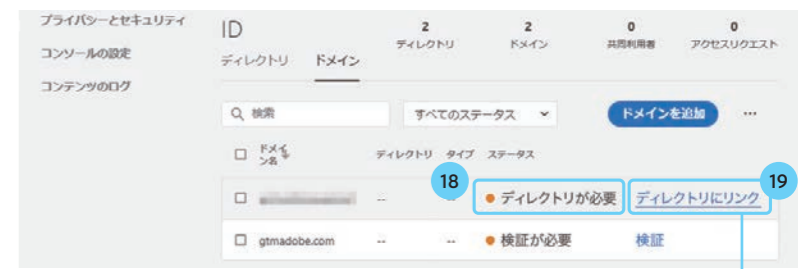 プライバシーとセキュリティ
コンソールの設定
コンテンツのログ
ID
2
ディレクトリ
2
ドメイン
0
共同利用者
0
アクセスリクエスト
ディレクトリ ドメイン
検索
すべてのステータス
ドメインを追加 ...
ドメイ
ン名
ディレクトリ タイプ ステータス
18
19
-- -- ディレクトリが必要 ディレクトリにリンク
gtmadobe.com -- -- 検証が必要 検証